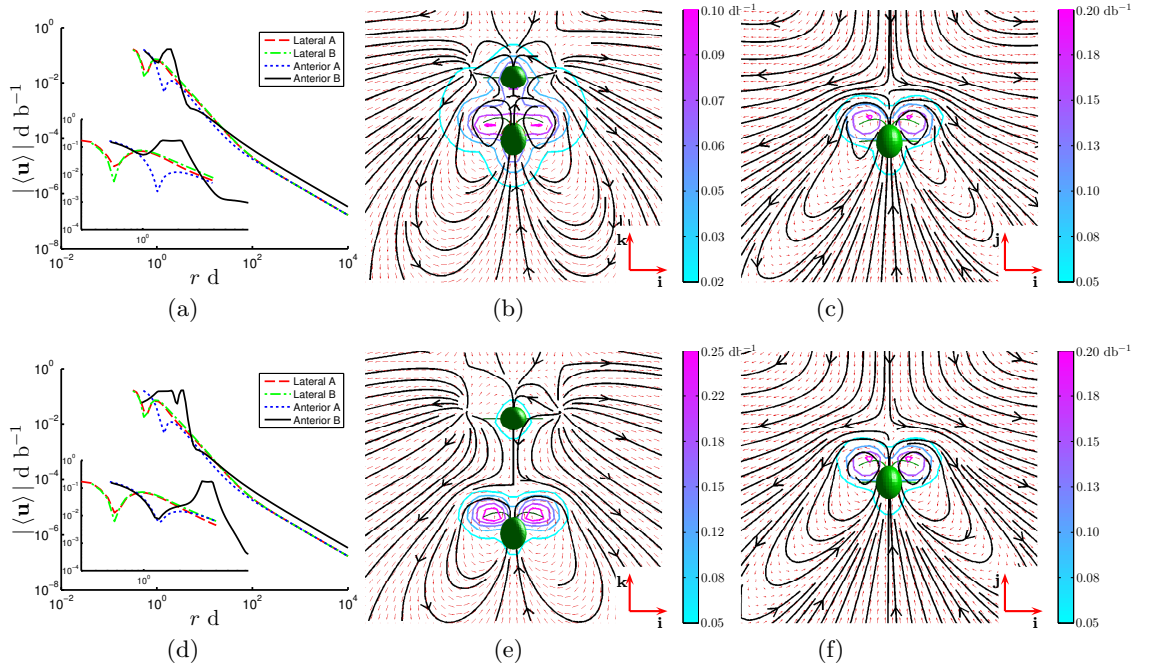 10^0
10^-2
10^-4
10^-6
10^-8
10^-2
10^0
10^2
10^4
|⟨u⟩| d b^-1
r d
Lateral A
Lateral B
Anterior A
Anterior B
10^0
10^-1
10^-2
10^-3
10^-4
10^0
(a)
k
i
0.10 db^-1
0.09
0.07
0.06
0.04
0.03
0.02
(b)
j
i
0.20 db^-1
0.18
0.15
0.13
0.10
0.08
0.05
(c)
10^0
10^-2
10^-4
10^-6
10^-8
10^-2
10^0
10^2
10^4
|⟨u⟩| d b^-1
r d
Lateral A
Lateral B
Anterior A
Anterior B
10^0
10^-1
10^-2
10^-3
10^-4
10^0
(d)
k
i
0.25 db^-1
0.22
0.18
0.15
0.12
0.08
0.05
(e)
j
i
0.20 db^-1
0.18
0.15
0.13
0.10
0.08
0.05
(f)